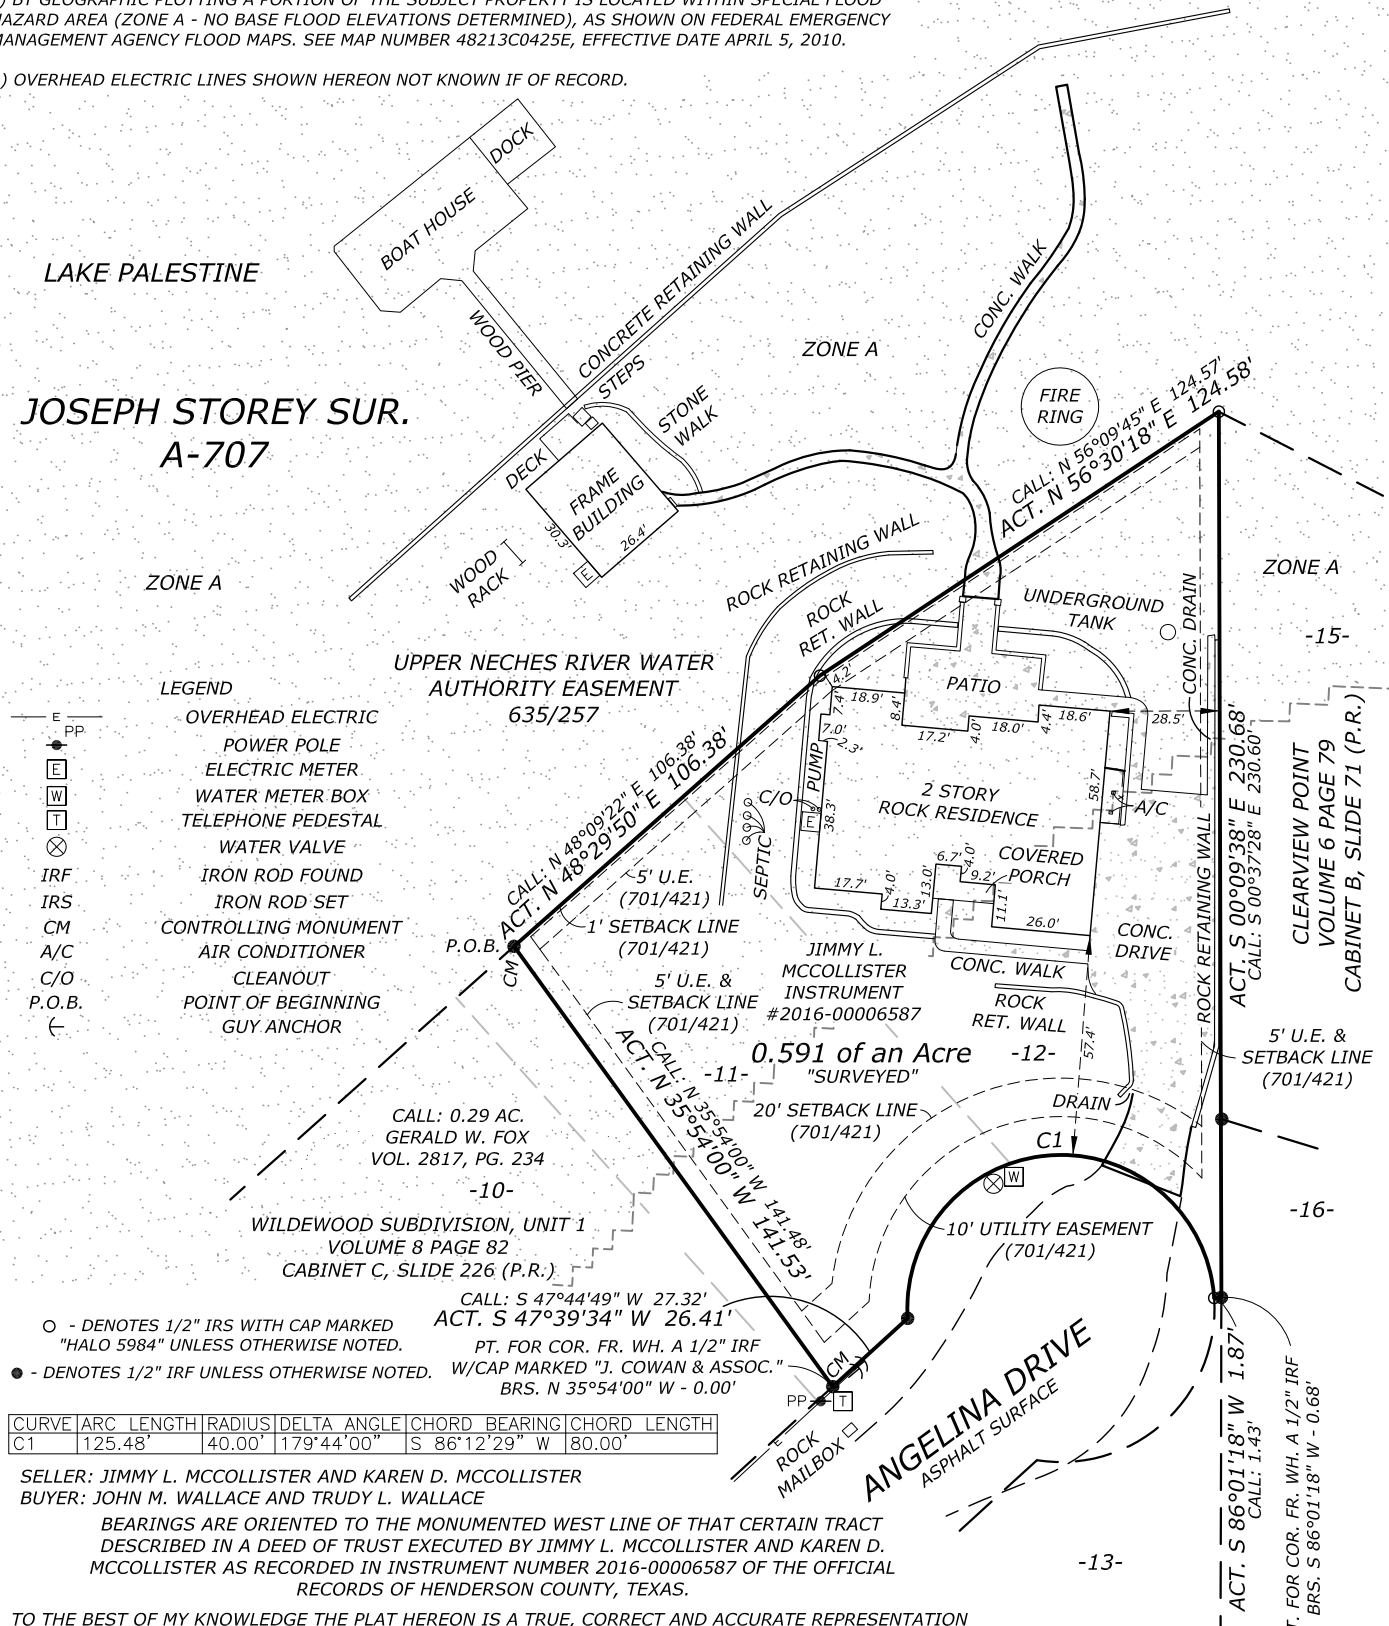 ) BY GEOGRAPHIC PLOTTING A PORTION OF THE SUBJECT PROPERTY IS LOCATED WITHIN SPECIAL FLOOD
HAZARD AREA (ZONE A - NO BASE FLOOD ELEVATIONS DETERMINED), AS SHOWN ON FEDERAL EMERGENCY
MANAGEMENT AGENCY FLOOD MAPS. SEE MAP NUMBER 48213C0425E, EFFECTIVE DATE APRIL 5, 2010.
) OVERHEAD ELECTRIC LINES SHOWN HEREON NOT KNOWN IF OF RECORD.
DOCK
BOAT HOUSE
LAKE PALESTINE
WOOD PIER
CONCRETE RETAINING WALL
STEPS
CONC. WALK
ZONE A
STONE
WALK
FIRE
RING
JOSEPH STOREY SUR.
A-707
DECK
FRAME
BUILDING
30.3'
26.4'
E
WOOD
RACK
CALL: N 56°09'45" E 124.57'
ACT. N 56°30'18" E 124.58'
ZONE A
ROCK RETAINING WALL
ROCK
RET. WALL
UNDERGROUND
TANK
CONC. DRAIN
ZONE A
-15-
UPPER NECHES RIVER WATER
AUTHORITY EASEMENT
635/257
LEGEND
E OVERHEAD ELECTRIC
PP POWER POLE
E ELECTRIC METER
W WATER METER BOX
T TELEPHONE PEDESTAL
WATER VALVE
IRF IRON ROD FOUND
IRS IRON ROD SET
CM CONTROLLING MONUMENT
A/C AIR CONDITIONER
C/O CLEANOUT
P.O.B. POINT OF BEGINNING
GUY ANCHOR
PATIO
4.2'
18.9'
7.4'
8.4'
7.0'
2.3'
17.2'
4.0'
18.0'
4.4'
18.6'
28.5'
PUMP
C/O
E
38.3'
2 STORY
ROCK RESIDENCE
58.7'
A/C
COVERED
PORCH
6.7'
4.0'
9.2'
13.0'
11.1'
17.7'
4.0'
13.3'
26.0'
SEPTIC
CALL: N 48°09'22" E 106.38'
ACT. N 48°29'50" E 106.38'
5' U.E.
(701/421)
1' SETBACK LINE
(701/421)
P.O.B.
CM
5' U.E. &
SETBACK LINE
(701/421)
JIMMY L.
MCCOLLISTER
INSTRUMENT
#2016-00006587
CONC. WALK
CONC.
DRIVE
ROCK
RET. WALL
ROCK RETAINING WALL
ACT. S 00°09'38" E 230.68'
CALL: S 00°37'28" E 230.60'
CLEARVIEW POINT
VOLUME 6 PAGE 79
CABINET B, SLIDE 71 (P.R.)
5' U.E. &
SETBACK LINE
(701/421)
0.591 of an Acre
"SURVEYED"
-11-
-12-
57.4'
20' SETBACK LINE
(701/421)
DRAIN
C1
W
CALL: N 35°54'00" W 141.48'
ACT. N 35°54'00" W 141.53'
CALL: 0.29 AC.
GERALD W. FOX
VOL. 2817, PG. 234
-10-
WILDEWOOD SUBDIVISION, UNIT 1
VOLUME 8 PAGE 82
CABINET C, SLIDE 226 (P.R.)
10' UTILITY EASEMENT
(701/421)
-16-
CALL: S 47°44'49" W 27.32'
ACT. S 47°39'34" W 26.41'
O - DENOTES 1/2" IRS WITH CAP MARKED
"HALO 5984" UNLESS OTHERWISE NOTED.
● - DENOTES 1/2" IRF UNLESS OTHERWISE NOTED.
PT. FOR COR. FR. WH. A 1/2" IRF
W/CAP MARKED "J. COWAN & ASSOC."
BRS. N 35°54'00" W - 0.00'
CM
PP
T
E
ROCK
MAILBOX
ANGELINA DRIVE
ASPHALT SURFACE
ACT. S 86°01'18" W 1.87'
CALL: 1.43'
T. FOR COR. FR. WH. A 1/2" IRF
BRS. S 86°01'18" W - 0.68'
-13-
CURVE ARC LENGTH RADIUS DELTA ANGLE CHORD BEARING CHORD LENGTH
C1 125.48' 40.00' 179°44'00" S 86°12'29" W 80.00'
SELLER: JIMMY L. MCCOLLISTER AND KAREN D. MCCOLLISTER
BUYER: JOHN M. WALLACE AND TRUDY L. WALLACE
BEARINGS ARE ORIENTED TO THE MONUMENTED WEST LINE OF THAT CERTAIN TRACT
DESCRIBED IN A DEED OF TRUST EXECUTED BY JIMMY L. MCCOLLISTER AND KAREN D.
MCCOLLISTER AS RECORDED IN INSTRUMENT NUMBER 2016-00006587 OF THE OFFICIAL
RECORDS OF HENDERSON COUNTY, TEXAS.
TO THE BEST OF MY KNOWLEDGE THE PLAT HEREON IS A TRUE, CORRECT AND ACCURATE REPRESENTATION